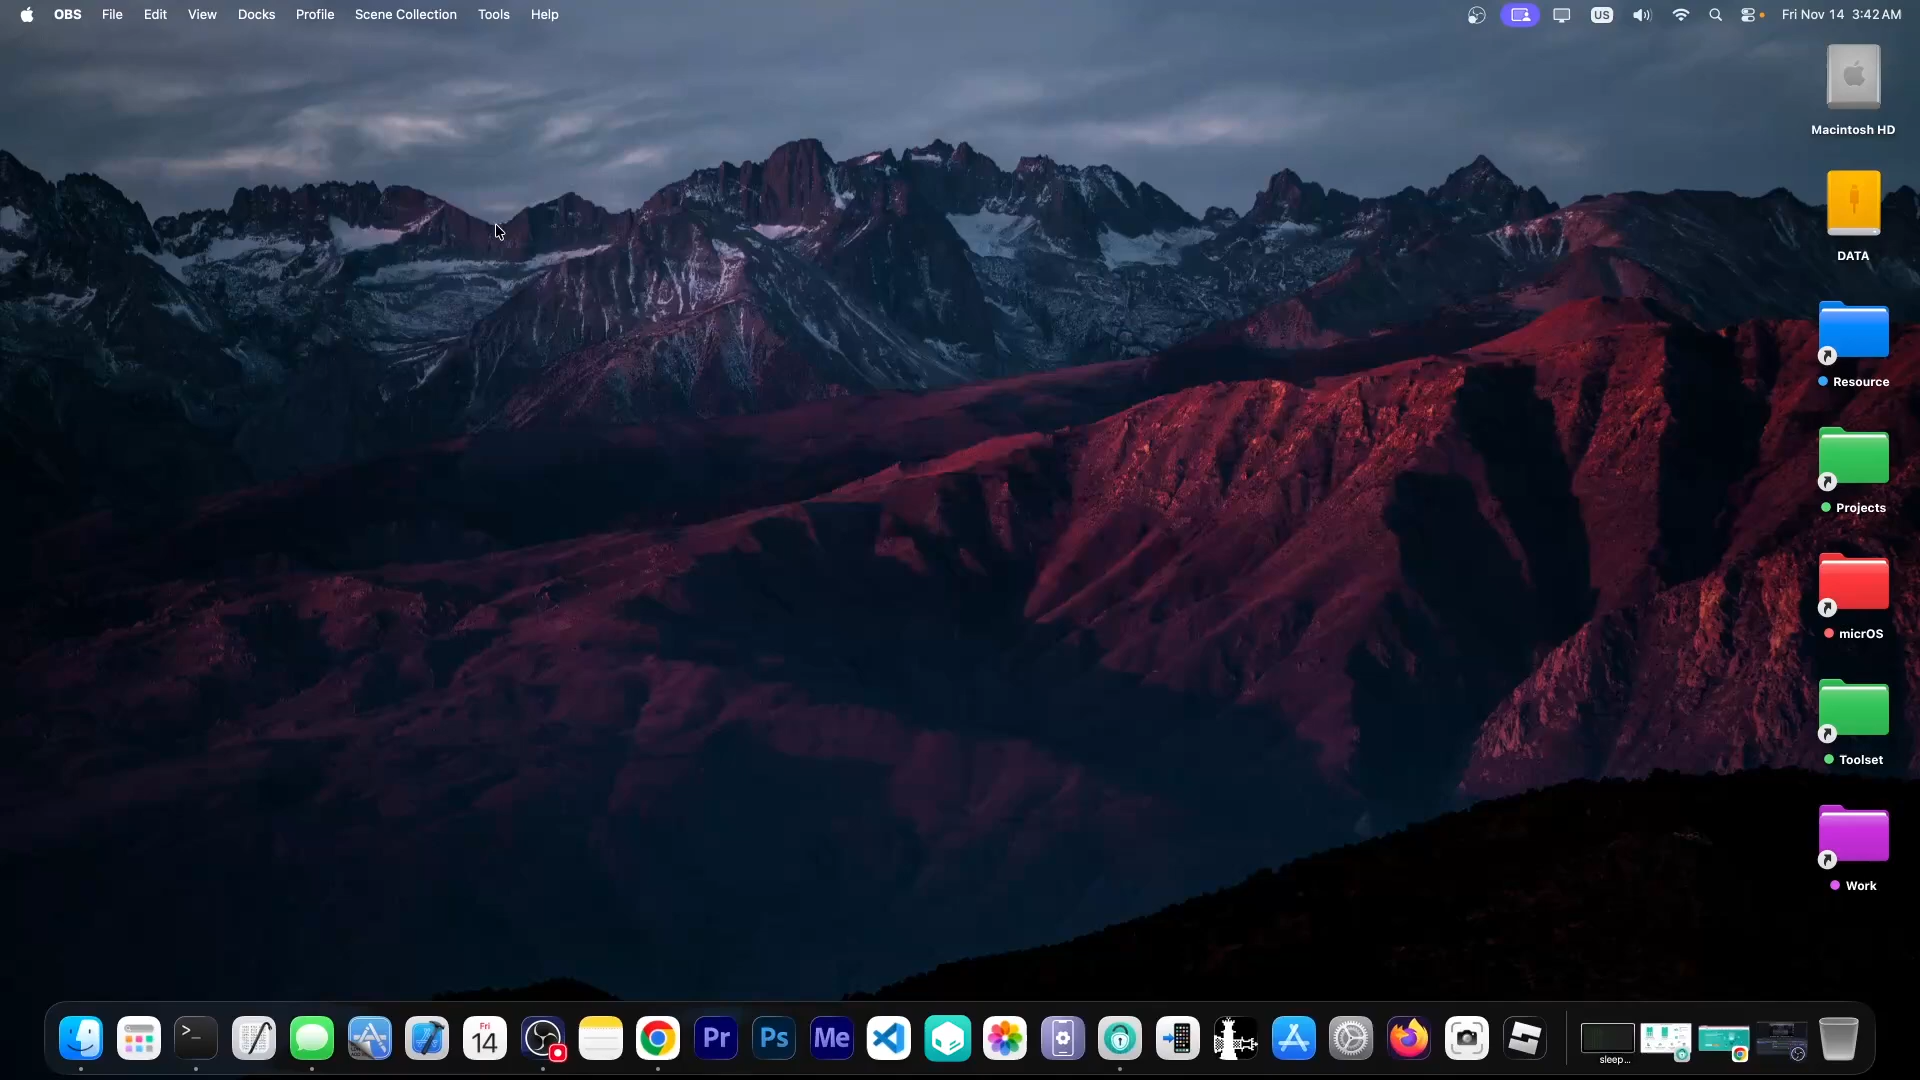 OBS File Edit View Docks Profile Scene Collection Tools Help
US Fri Nov 14 3:42 AM
Macintosh HD
DATA
Resource
Projects
micrOS
Toolset
Work
>_
Fri
14
Pr
Ps
Me
sleep...